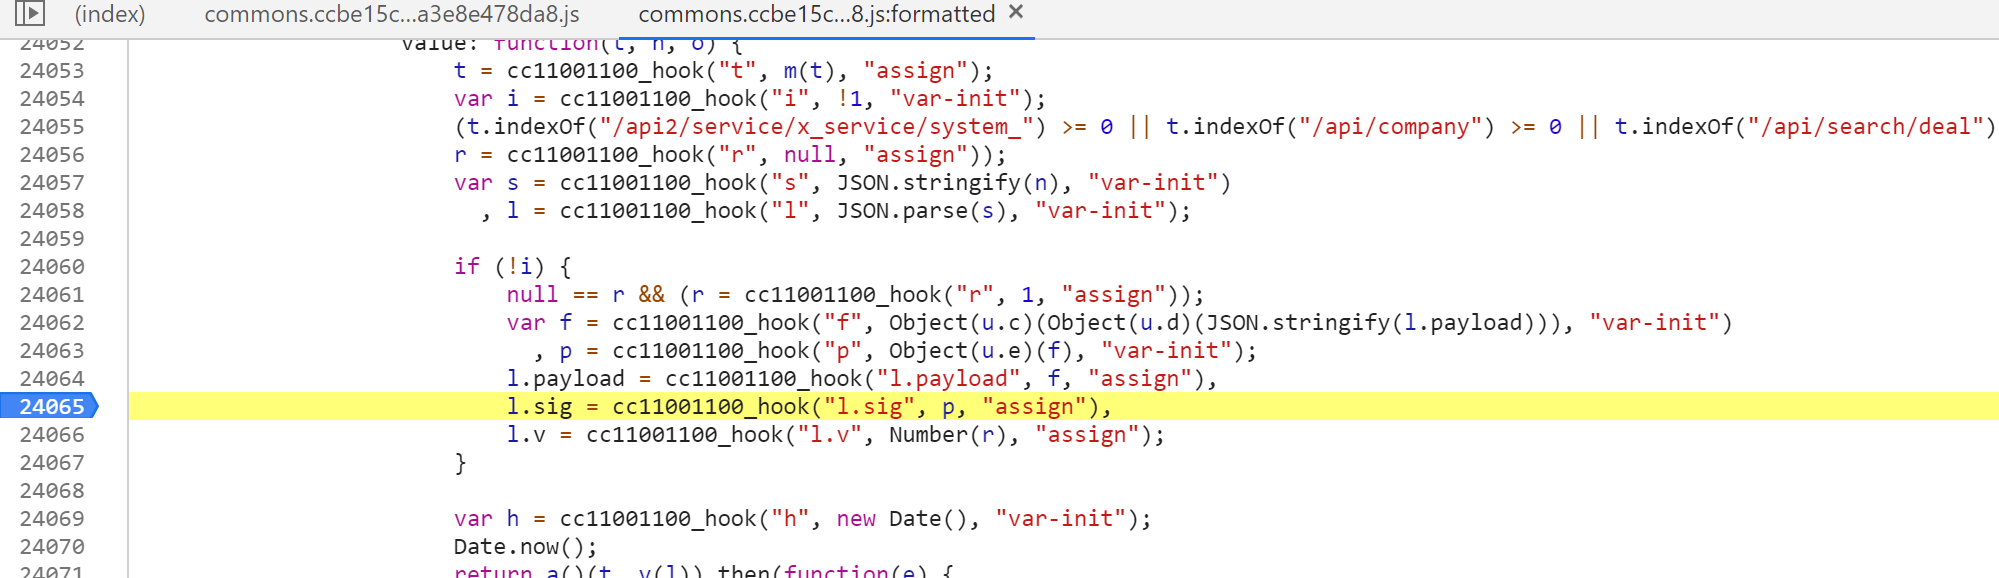 (index) commons.ccbe15c...a3e8e478da8.js commons.ccbe15c...8.js:formatted ×
24052 value: function(t, n, o) {
24053 t = cc11001100_hook("t", m(t), "assign");
24054 var i = cc11001100_hook("i", !1, "var-init");
24055 (t.indexOf("/api2/service/x_service/system_") >= 0 || t.indexOf("/api/company") >= 0 || t.indexOf("/api/search/deal")
24056 r = cc11001100_hook("r", null, "assign"));
24057 var s = cc11001100_hook("s", JSON.stringify(n), "var-init")
24058 , l = cc11001100_hook("l", JSON.parse(s), "var-init");
24059
24060 if (!i) {
24061 null == r && (r = cc11001100_hook("r", 1, "assign"));
24062 var f = cc11001100_hook("f", Object(u.c)(Object(u.d)(JSON.stringify(l.payload))), "var-init")
24063 , p = cc11001100_hook("p", Object(u.e)(f), "var-init");
24064 l.payload = cc11001100_hook("l.payload", f, "assign"),
24065 l.sig = cc11001100_hook("l.sig", p, "assign"),
24066 l.v = cc11001100_hook("l.v", Number(r), "assign");
24067 }
24068
24069 var h = cc11001100_hook("h", new Date(), "var-init");
24070 Date.now();
24071 return a()(t, v(l)).then(function(e) {